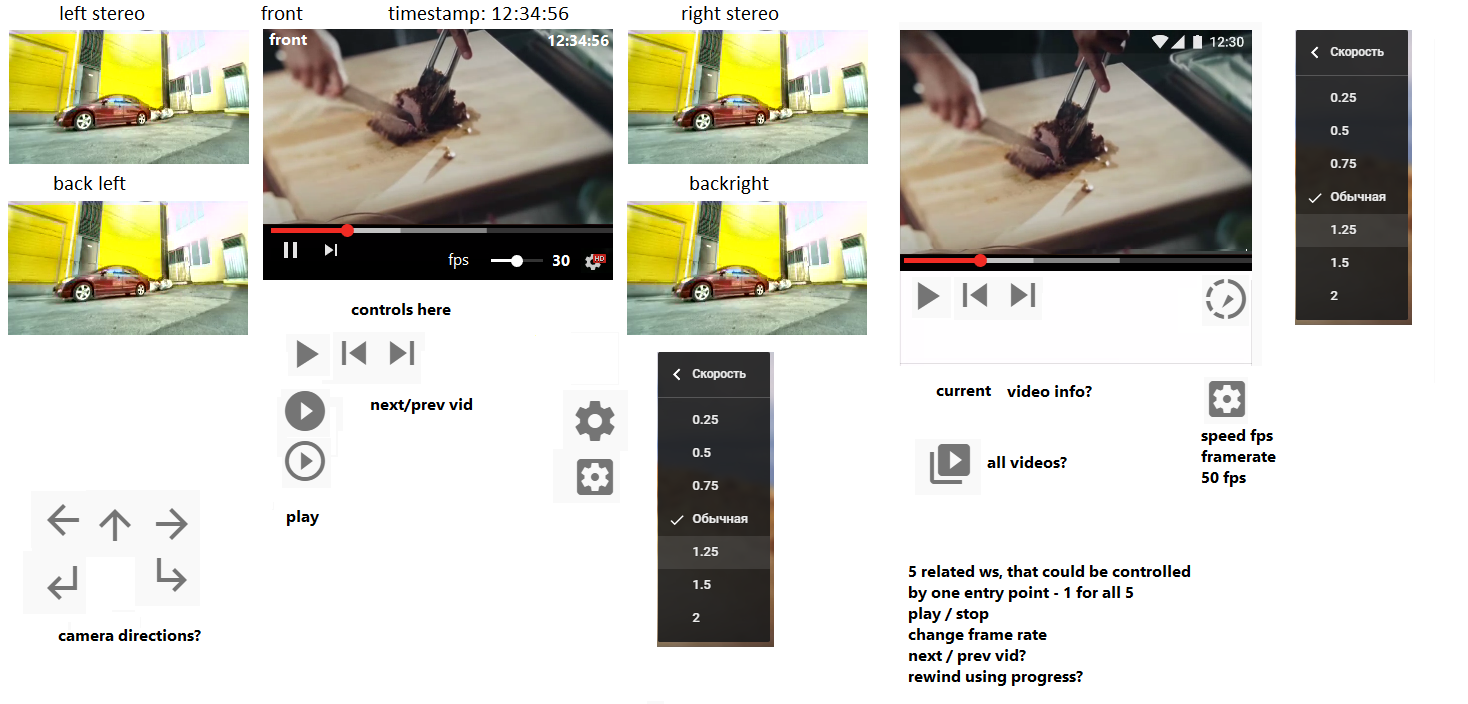 left stereo
front
timestamp: 12:34:56
right stereo
front
12:34:56
back left
backright
fps
30
HD
controls here
next/prev vid
play
camera directions?
Скорость
0.25
0.5
0.75
Обычная
1.25
1.5
2
12:30
current
video info?
all videos?
speed fps
framerate
50 fps
5 related ws, that could be controlled
by one entry point - 1 for all 5
play / stop
change frame rate
next / prev vid?
rewind using progress?
Скорость
0.25
0.5
0.75
Обычная
1.25
1.5
2